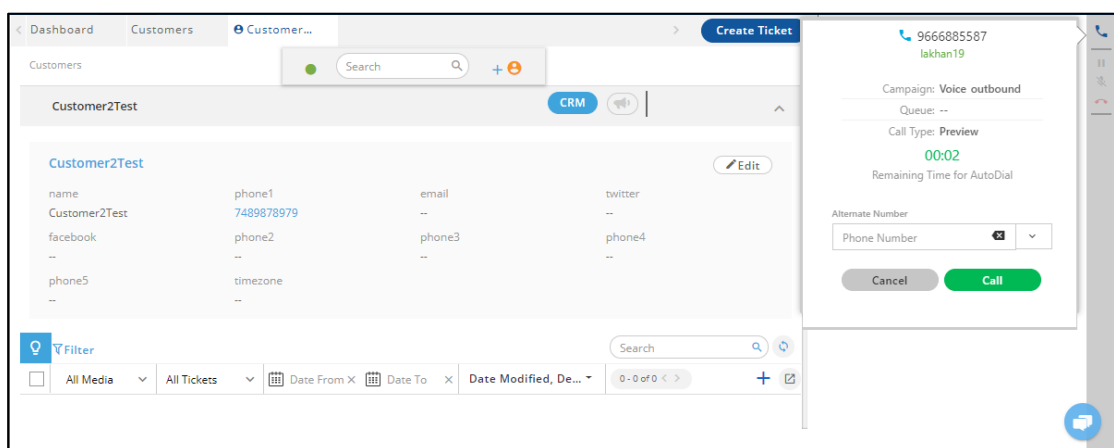 Dashboard Customers Customer... Create Ticket
Customers
Search
Customer2Test CRM
Customer2Test Edit
name phone1 email twitter
Customer2Test 7489878979 -- --
facebook phone2 phone3 phone4
-- -- -- --
phone5 timezone
-- --
Filter Search
All Media All Tickets Date From Date To Date Modified, De... 0 - 0 of 0
9666885587
lakhan19
Campaign: Voice outbound
Queue: --
Call Type: Preview
00:02
Remaining Time for AutoDial
Alternate Number
Phone Number
Cancel Call